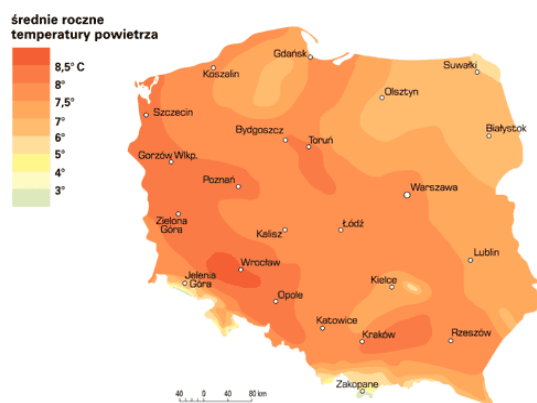 średnie roczne
temperatury powietrza
8,5° C
8°
7,5°
7°
6°
5°
4°
3°
Gdańsk
Koszalin
Suwałki
Olsztyn
Szczecin
Białystok
Bydgoszcz
Toruń
Gorzów Wlkp.
Poznań
Warszawa
Zielona
Góra
Kalisz
Łódź
Lublin
Wrocław
Jelenia
Góra
Opole
Kielce
Katowice
Kraków
Rzeszów
Zakopane
40 0 40 80 km